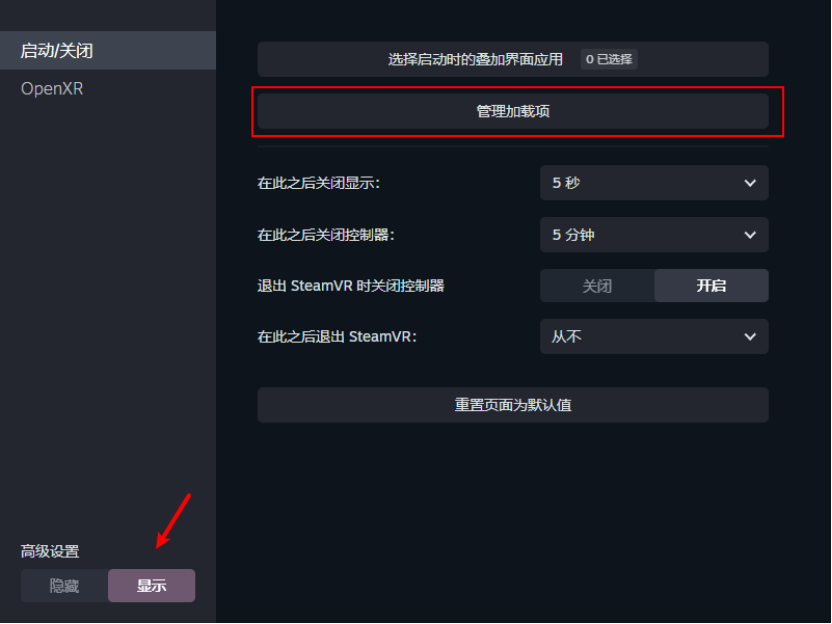 启动/关闭
OpenXR
选择启动时的叠加界面应用 0 已选择
管理加载项
在此之后关闭显示: 5 秒
在此之后关闭控制器: 5 分钟
退出 SteamVR 时关闭控制器 关闭 开启
在此之后退出 SteamVR: 从不
重置页面为默认值
高级设置
隐藏 显示